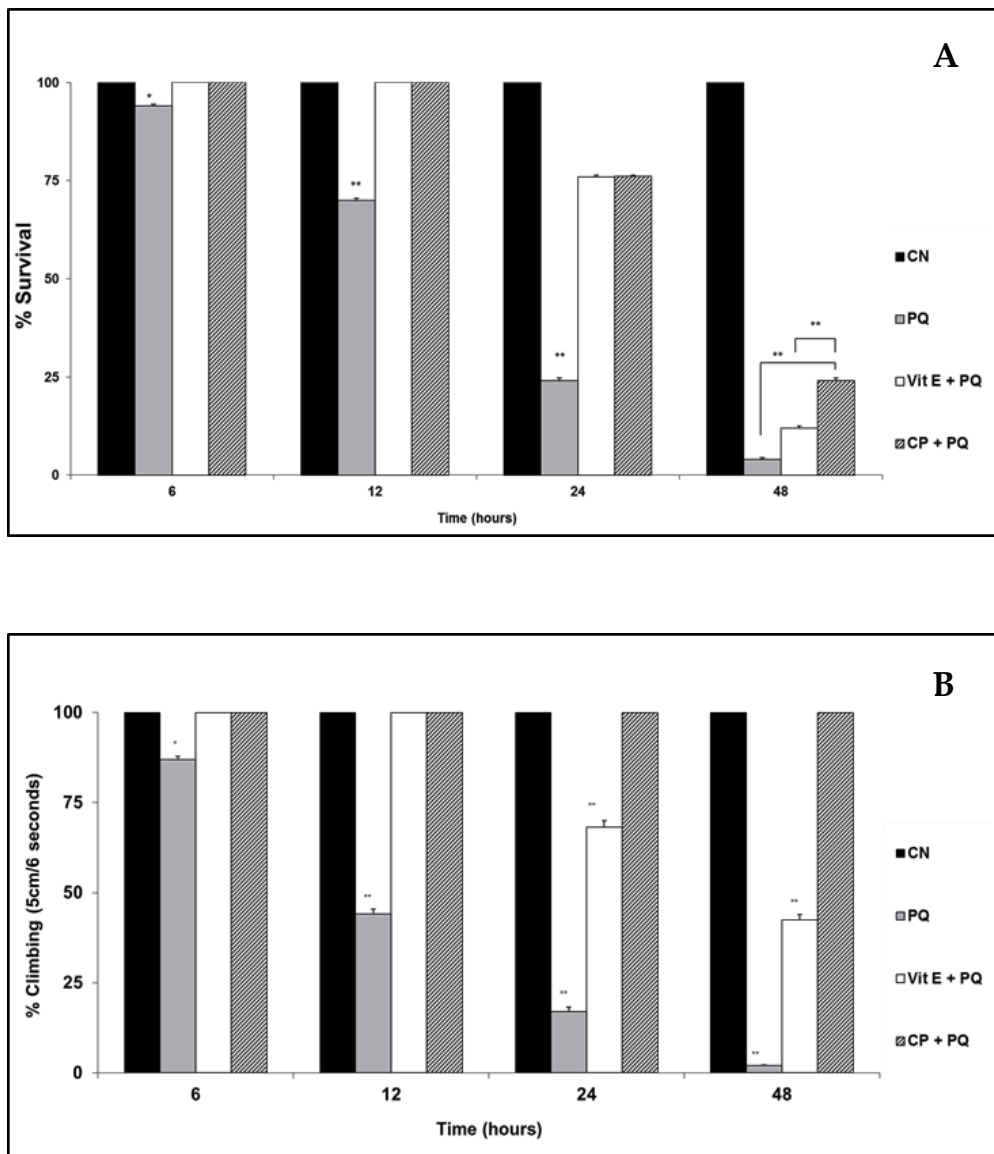 A
100
75
50
25
0
% Survival
*
**
**
**
**
6
12
24
48
Time (hours)
CN
PQ
Vit E + PQ
CP + PQ
B
100
75
50
25
0
% Climbing (5cm/6 seconds)
*
**
**
**
**
**
6
12
24
48
Time (hours)
CN
PQ
Vit E + PQ
CP + PQ